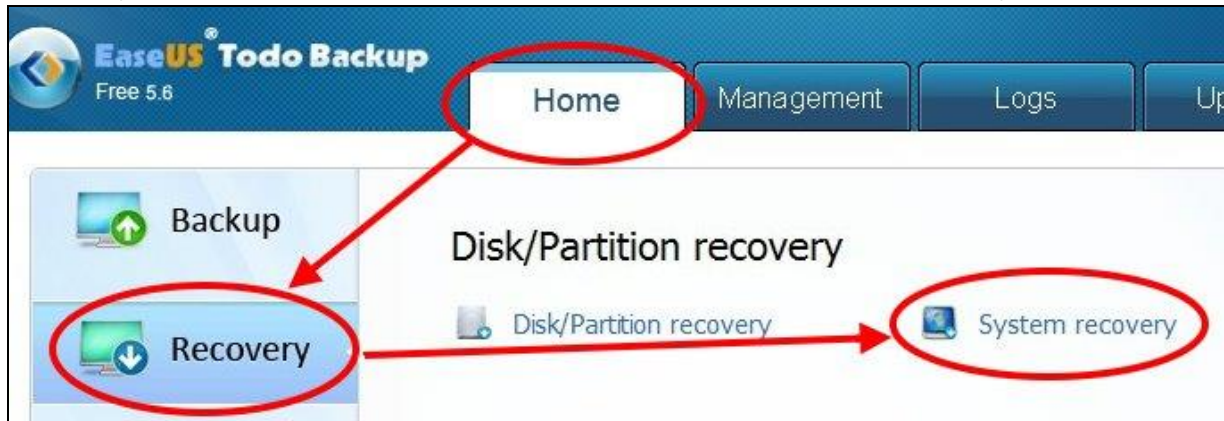 EaseUS® Todo Backup
Free 5.6
Home
Management
Logs
Backup
Recovery
Disk/Partition recovery
Disk/Partition recovery
System recovery